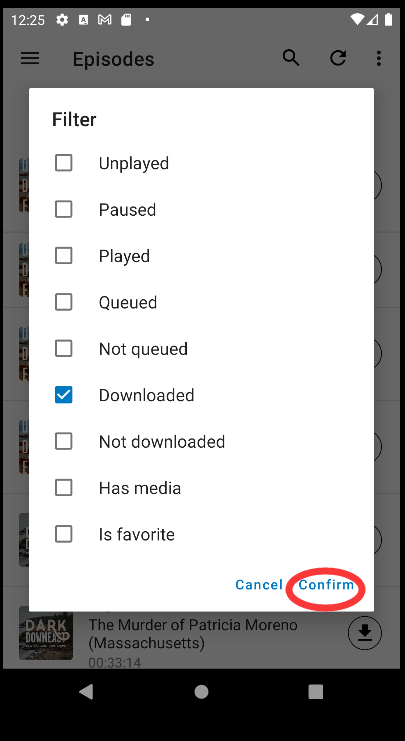 12:25
Episodes
Filter
Unplayed
Paused
Played
Queued
Not queued
Downloaded
Not downloaded
Has media
Is favorite
Cancel
Confirm
DARK
DOWNEAST
The Murder of Patricia Moreno
(Massachusetts)
00:33:14